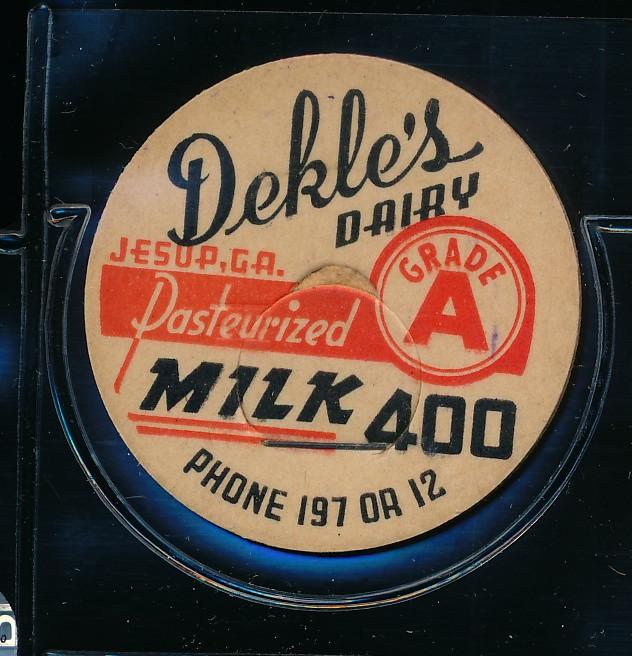 Dekle's
DAIRY
JESUP, GA.
GRADE
A
Pasteurized
MILK 400
PHONE 197 OR 12